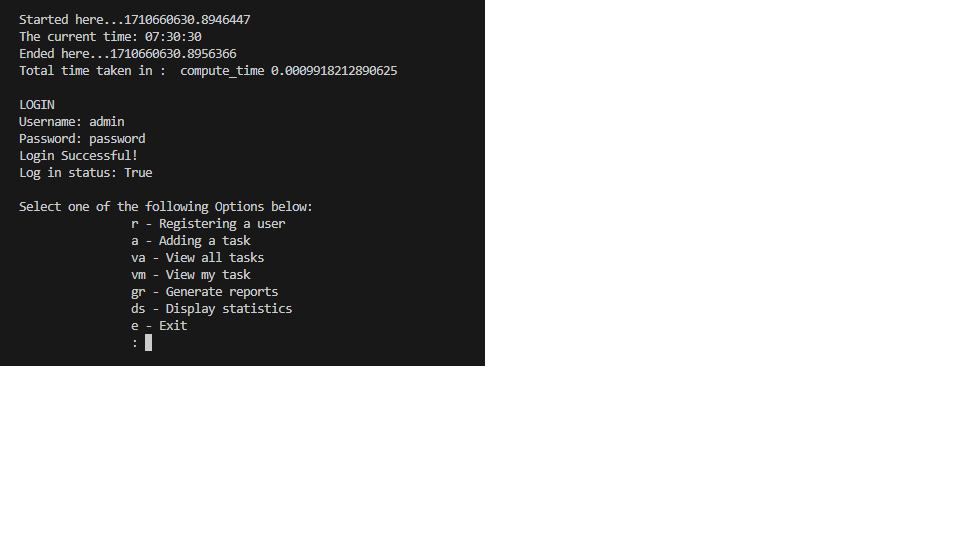 Started here...1710660630.8946447
The current time: 07:30:30
Ended here...1710660630.8956366
Total time taken in :  compute_time 0.0009918212890625
LOGIN
Username: admin
Password: password
Login Successful!
Log in status: True
Select one of the following Options below:
r - Registering a user
a - Adding a task
va - View all tasks
vm - View my task
gr - Generate reports
ds - Display statistics
e - Exit
: